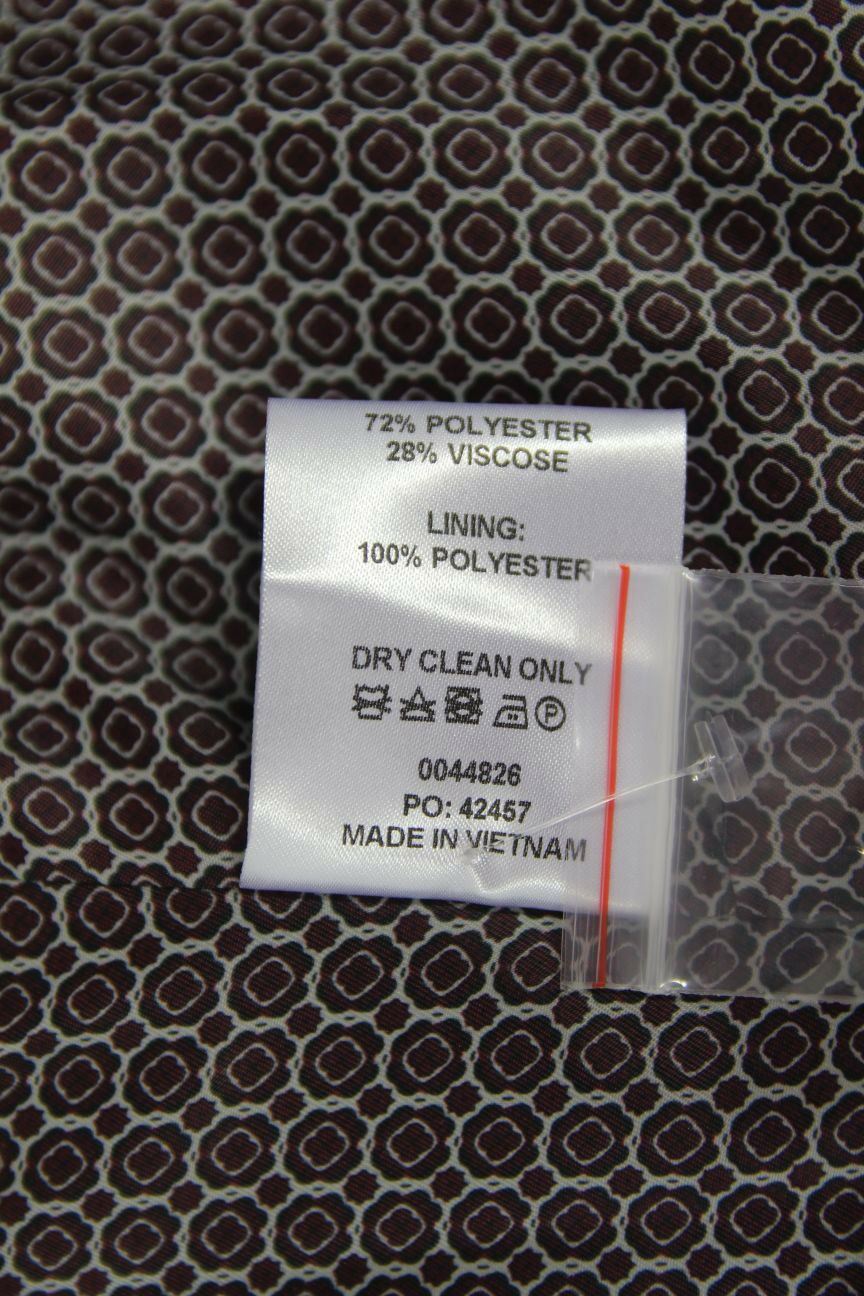 72% POLYESTER
28% VISCOSE
LINING:
100% POLYESTER
DRY CLEAN ONLY
P
0044826
PO: 42457
MADE IN VIETNAM